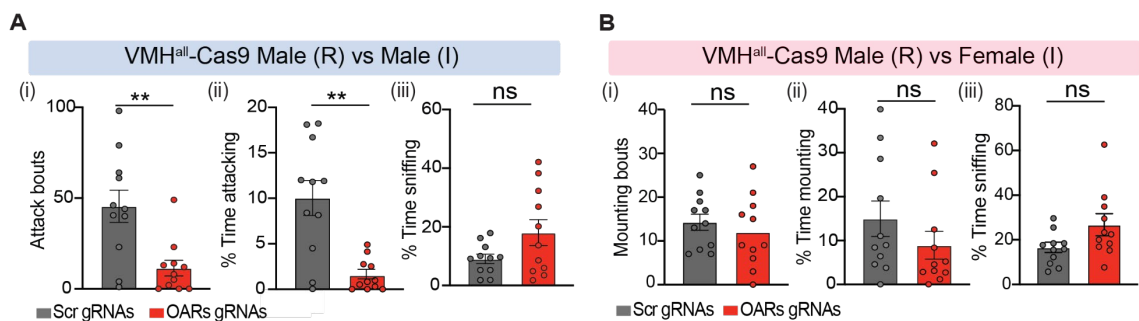 A
VMHall-Cas9 Male (R) vs Male (I)
(i)
Attack bouts
100
50
0
**
(ii)
% Time attacking
20
15
10
5
0
**
(iii)
% Time sniffing
60
40
20
0
ns
Scr gRNAs
OARs gRNAs
B
VMHall-Cas9 Male (R) vs Female (I)
(i)
Mounting bouts
40
30
20
10
0
ns
(ii)
% Time mounting
40
30
20
10
0
ns
(iii)
% Time sniffing
80
60
40
20
0
ns
Scr gRNAs
OARs gRNAs